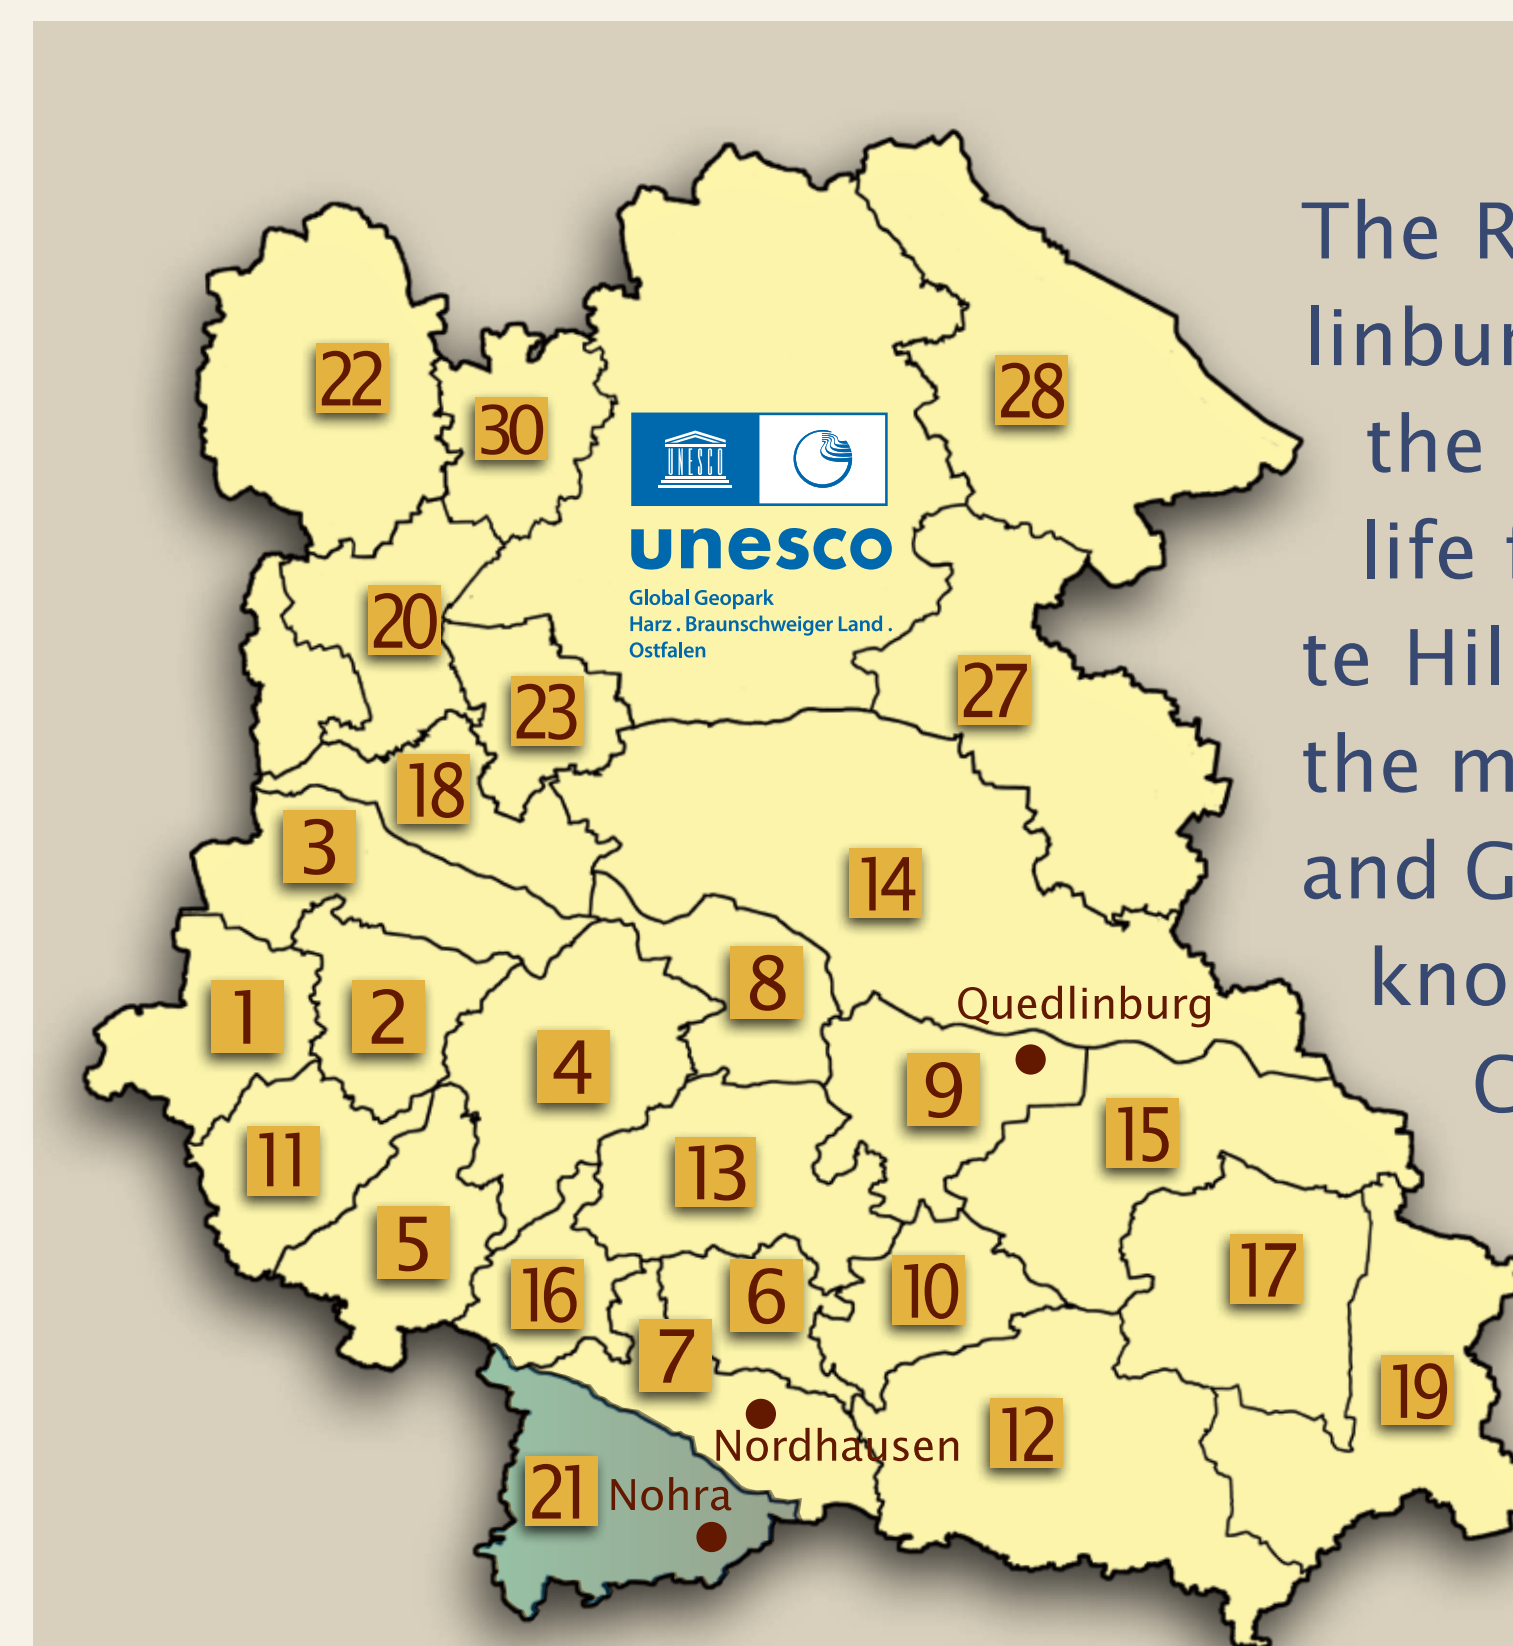 The R
linbur
the
life f
te Hil
the m
and G
kno
C
22
30
28
UNESCO
unesco
Global Geopark
Harz . Braunschweiger Land .
Ostfalen
20
27
23
18
3
14
8
Quedlinburg
1
2
4
9
15
11
13
5
17
16
6
10
7
19
12
Nordhausen
21
Nohra